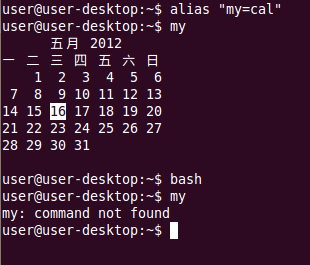 user@user-desktop:~$ alias "my=cal"
user@user-desktop:~$ my
五月 2012
一 二 三 四 五 六 日
1 2 3 4 5 6
7 8 9 10 11 12 13
14 15 16 17 18 19 20
21 22 23 24 25 26 27
28 29 30 31
user@user-desktop:~$ bash
user@user-desktop:~$ my
my: command not found
user@user-desktop:~$